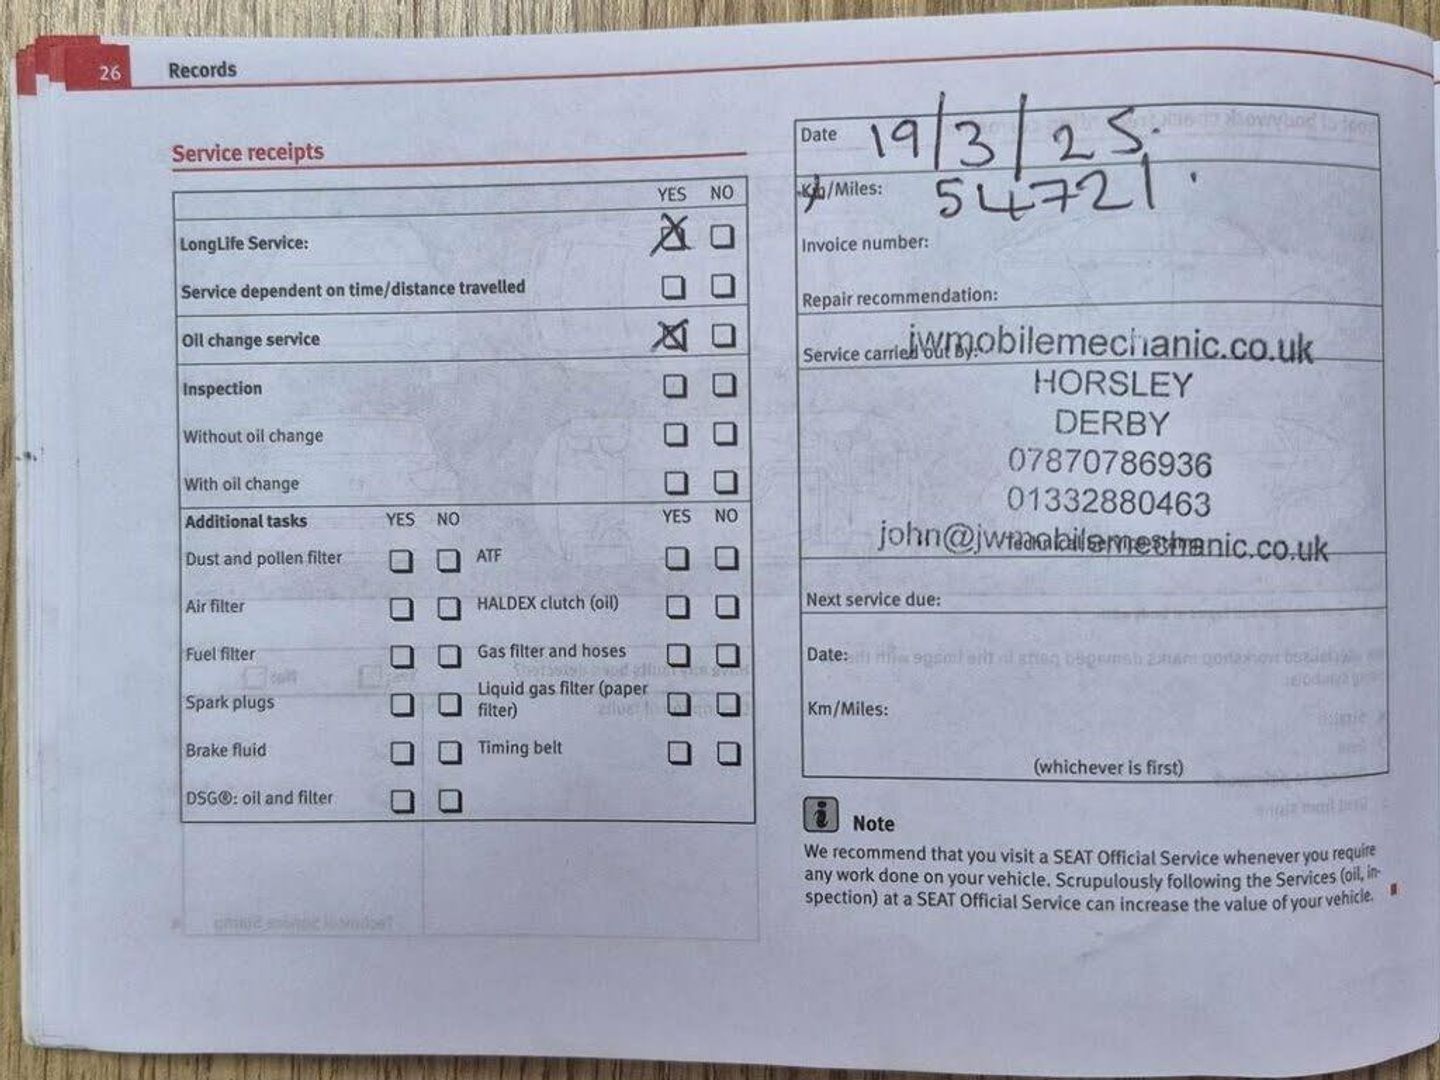 26 Records
Service receipts
YES NO
LongLife Service:
Service dependent on time/distance travelled
Oil change service
Inspection
Without oil change
With oil change
Additional tasks YES NO YES NO
Dust and pollen filter ATF
Air filter HALDEX clutch (oil)
Fuel filter Gas filter and hoses
Spark plugs Liquid gas filter (paper
filter)
Brake fluid Timing belt
DSG®: oil and filter
Date 19/3/25.
Km/Miles: 54721.
Invoice number:
Repair recommendation:
Service carried out by:
jwmobilemechanic.co.uk
HORSLEY
DERBY
07870786936
01332880463
john@jwmobilemechanic.co.uk
Next service due:
Date:
Km/Miles:
(whichever is first)
i Note
We recommend that you visit a SEAT Official Service whenever you require
any work done on your vehicle. Scrupulously following the Services (oil, in-
spection) at a SEAT Official Service can increase the value of your vehicle.